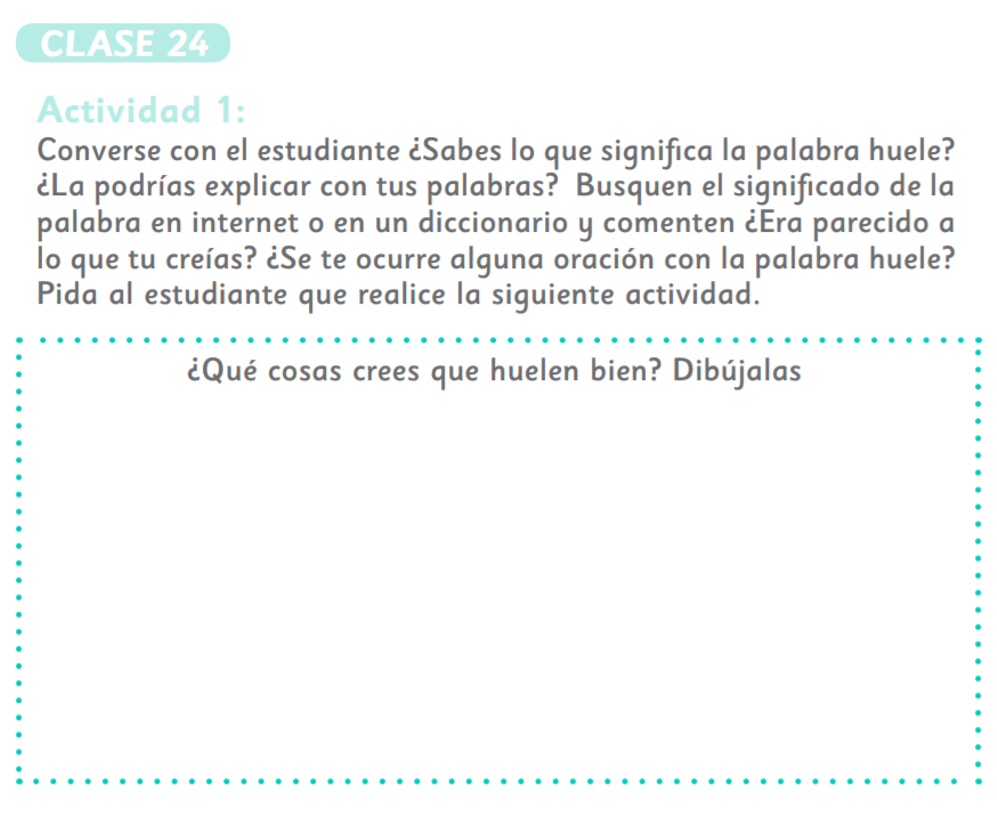 CLASE 24
Actividad 1:
Converse con el estudiante ¿Sabes lo que significa la palabra huele?
¿La podrías explicar con tus palabras? Busquen el significado de la
palabra en internet o en un diccionario y comenten ¿Era parecido a
lo que tu creías? ¿Se te ocurre alguna oración con la palabra huele?
Pida al estudiante que realice la siguiente actividad.
¿Qué cosas crees que huelen bien? Dibújalas